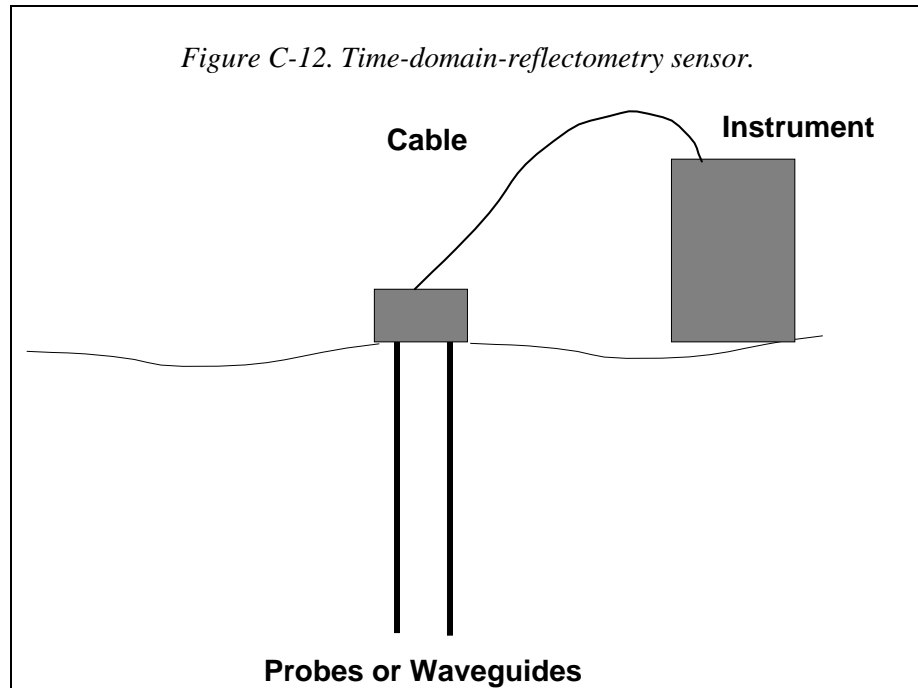 Figure C-12. Time-domain-reflectometry sensor.
Cable
Instrument
Probes or Waveguides